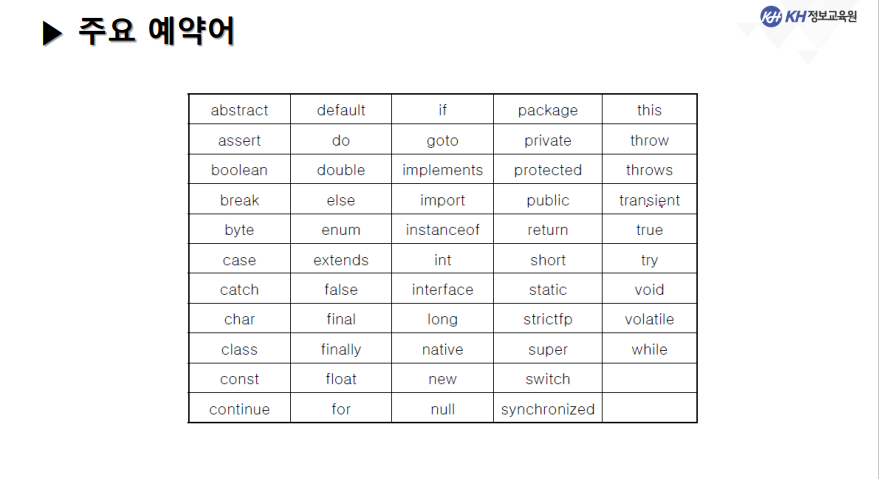 ▶ 주요 예약어
KH KH정보교육원
abstract default if package this
assert do goto private throw
boolean double implements protected throws
break else import public transient
byte enum instanceof return true
case extends int short try
catch false interface static void
char final long strictfp volatile
class finally native super while
const float new switch
continue for null synchronized